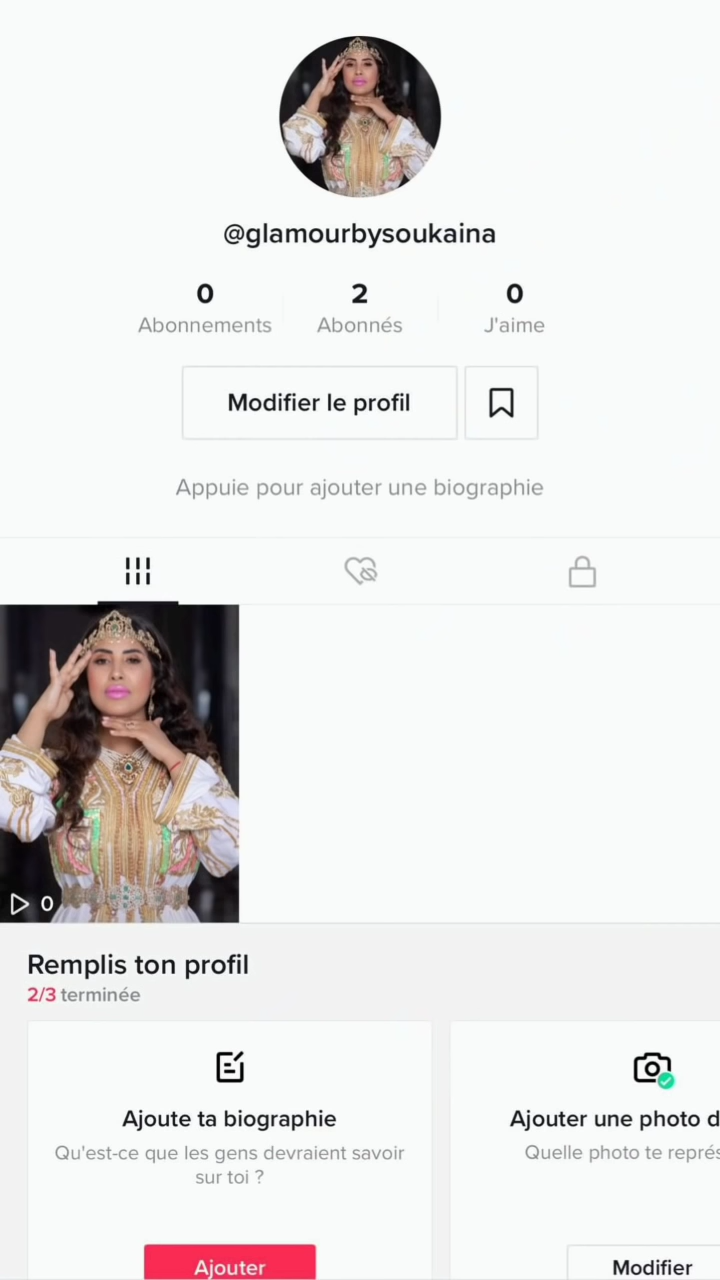 @glamourbysoukaina
0 2 0
Abonnements Abonnés J'aime
Modifier le profil
Appuie pour ajouter une biographie
0
Remplis ton profil
2/3 terminée
Ajoute ta biographie
Qu'est-ce que les gens devraient savoir
sur toi ?
Ajouter
Ajouter une photo d
Quelle photo te représ
Modifier